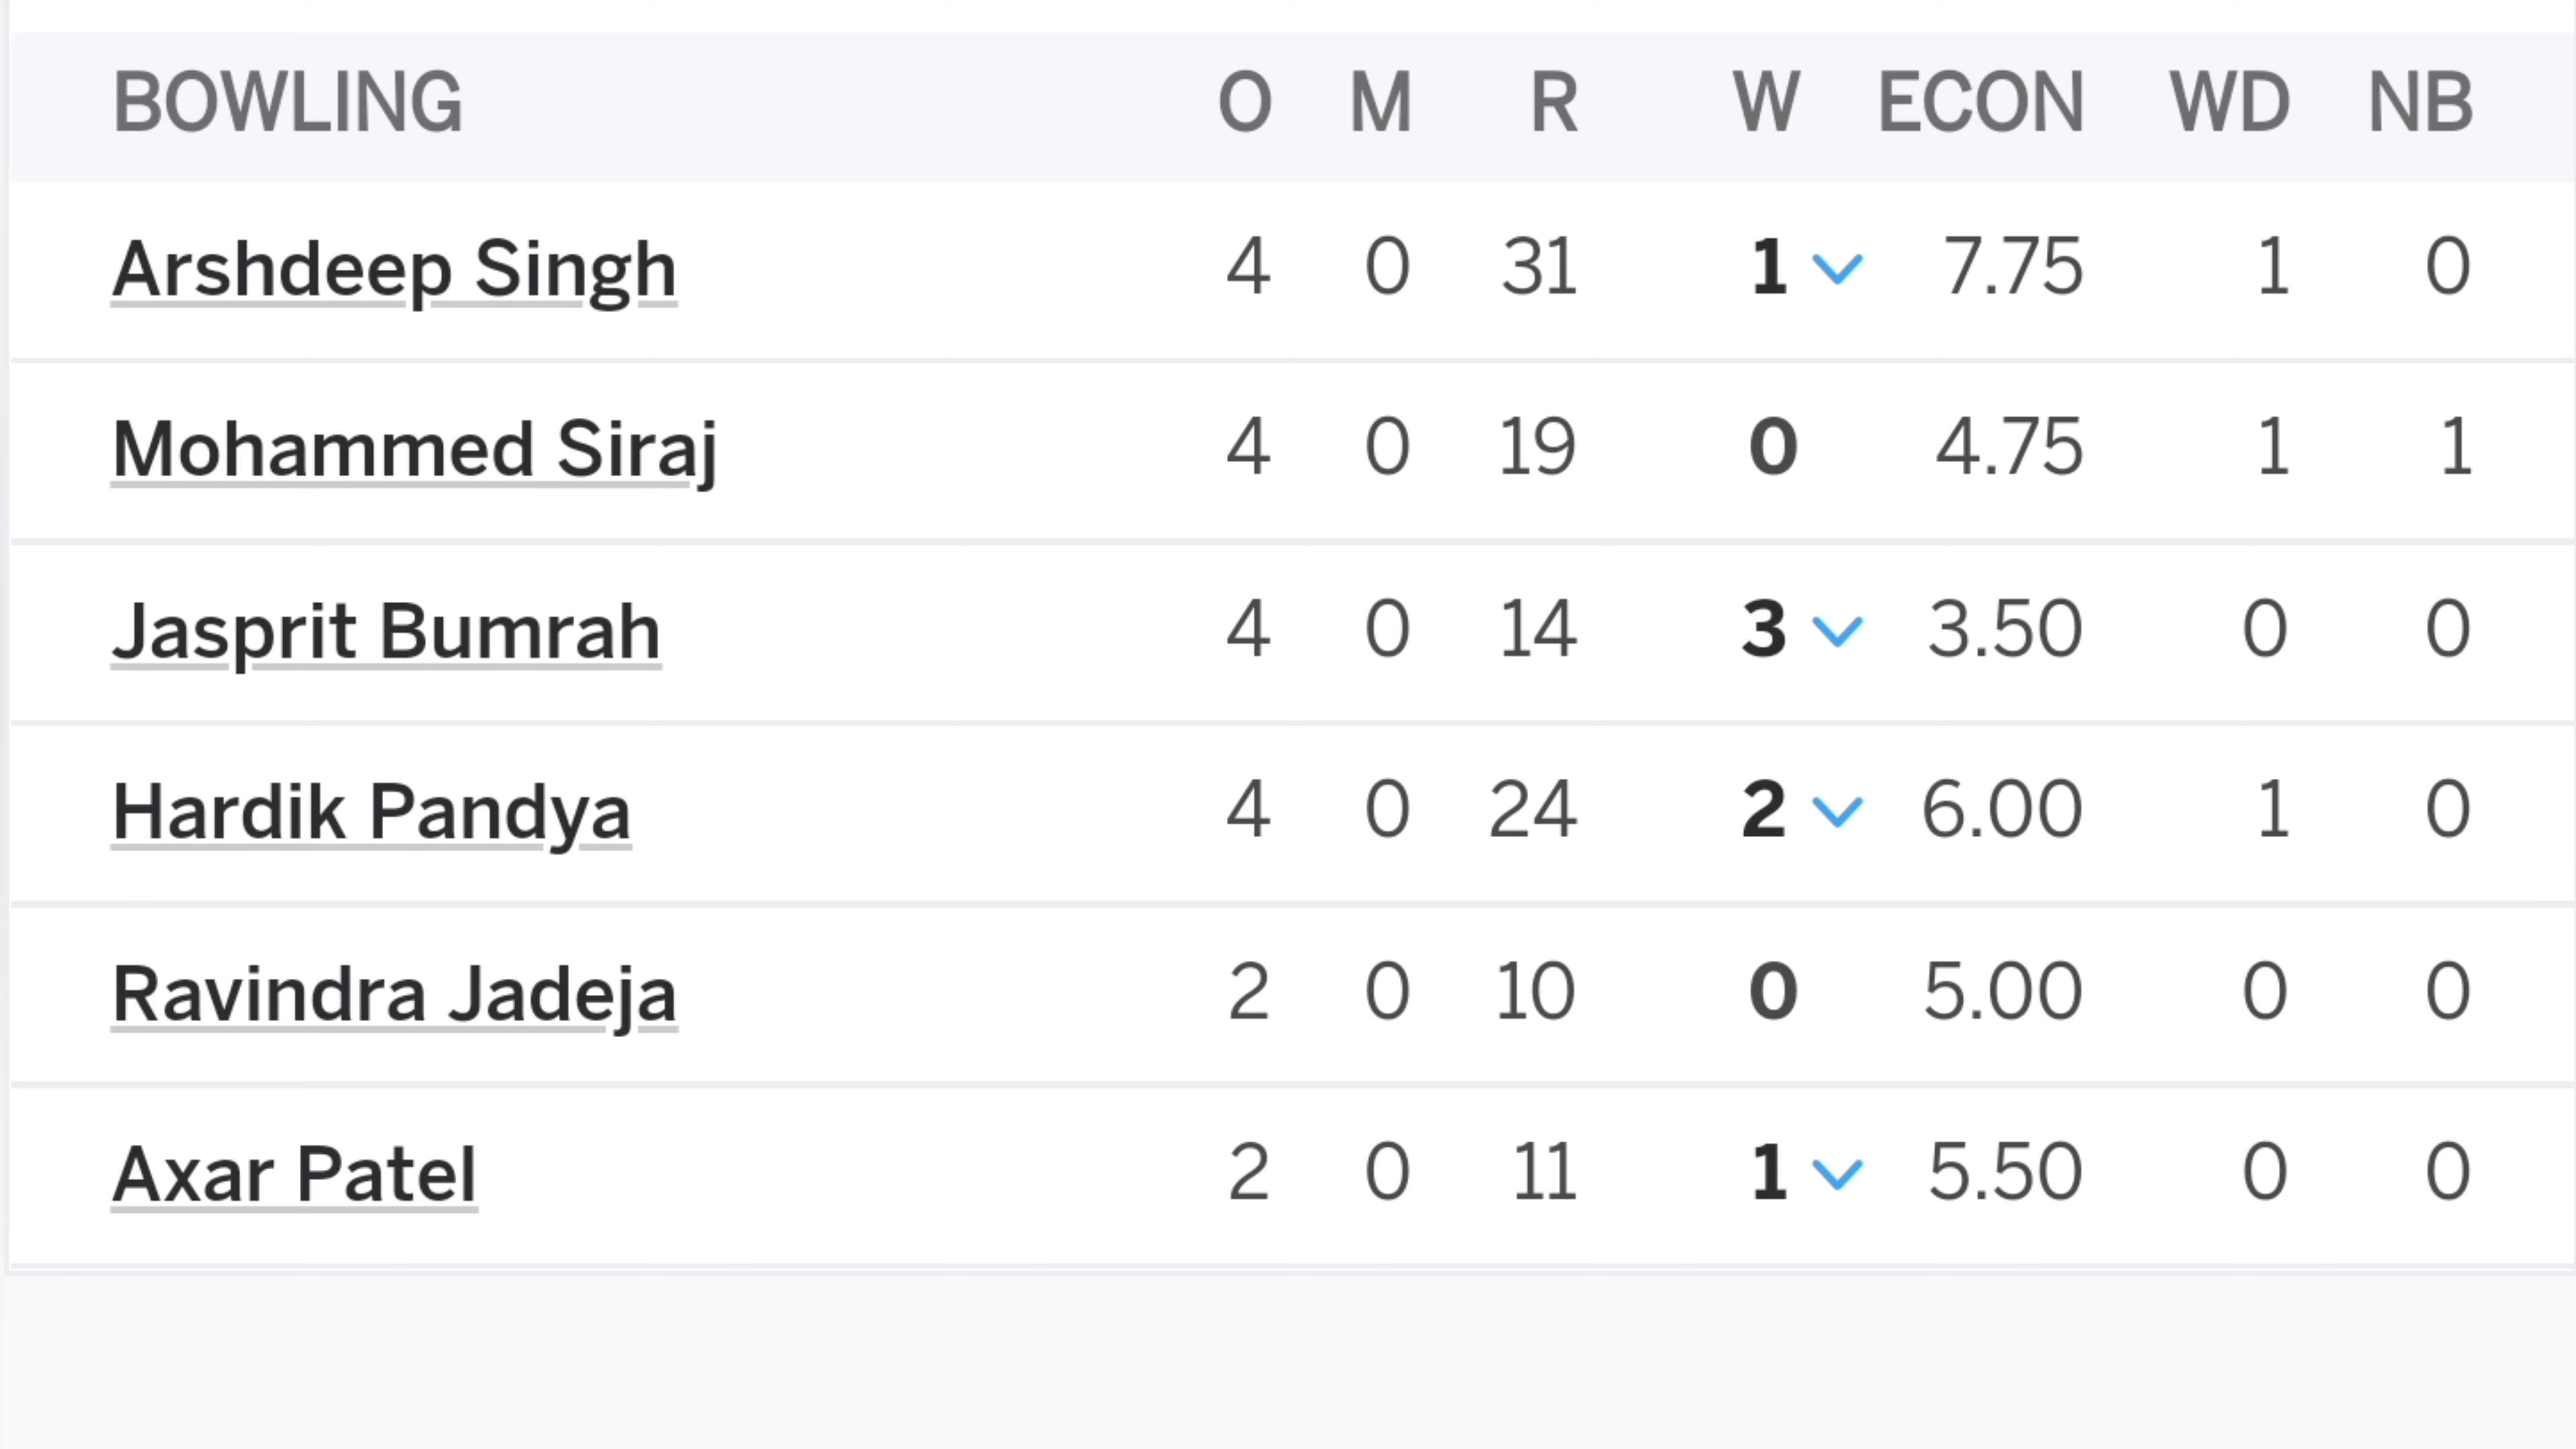 BOWLING O M R W ECON WD NB
Arshdeep Singh 4 0 31 1 7.75 1 0
Mohammed Siraj 4 0 19 0 4.75 1 1
Jasprit Bumrah 4 0 14 3 3.50 0 0
Hardik Pandya 4 0 24 2 6.00 1 0
Ravindra Jadeja 2 0 10 0 5.00 0 0
Axar Patel 2 0 11 1 5.50 0 0